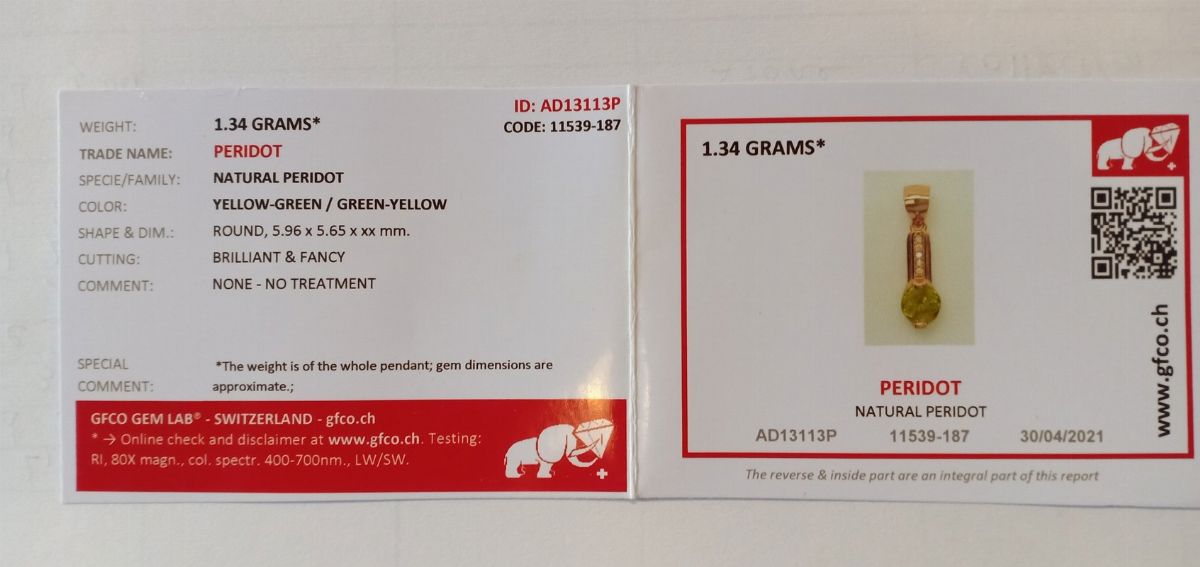 ID: AD13113P
CODE: 11539-187
WEIGHT: 1.34 GRAMS*
TRADE NAME: PERIDOT
SPECIE/FAMILY: NATURAL PERIDOT
COLOR: YELLOW-GREEN / GREEN-YELLOW
SHAPE & DIM.: ROUND, 5.96 x 5.65 x xx mm.
CUTTING: BRILLIANT & FANCY
COMMENT: NONE - NO TREATMENT
SPECIAL COMMENT: *The weight is of the whole pendant; gem dimensions are
approximate.;
GFCO GEM LAB® - SWITZERLAND - gfco.ch
* → Online check and disclaimer at www.gfco.ch. Testing:
RI, 80X magn., col. spectr. 400-700nm., LW/SW.
1.34 GRAMS*
www.gfco.ch
PERIDOT
NATURAL PERIDOT
AD13113P 11539-187 30/04/2021
The reverse & inside part are an integral part of this report